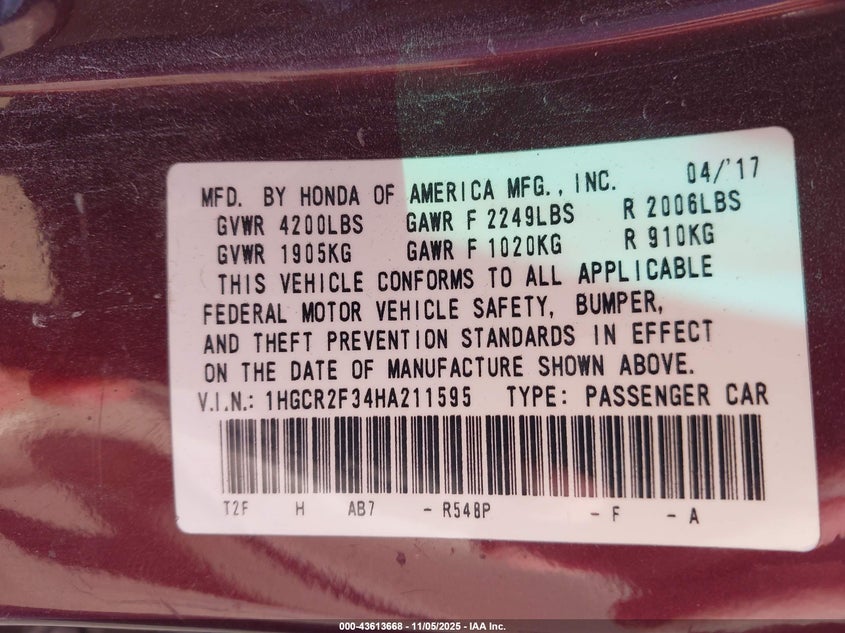 MFD. BY HONDA OF AMERICA MFG., INC. 04/'17
GVWR 4200LBS GAWR F 2249LBS R 2006LBS
GVWR 1905KG GAWR F 1020KG R 910KG
THIS VEHICLE CONFORMS TO ALL APPLICABLE
FEDERAL MOTOR VEHICLE SAFETY, BUMPER,
AND THEFT PREVENTION STANDARDS IN EFFECT
ON THE DATE OF MANUFACTURE SHOWN ABOVE.
V.I.N.: 1HGCR2F34HA211595 TYPE: PASSENGER CAR
T2F H AB7 - R548P - F - A
000-43613668 - 11/05/2025 - IAA Inc.